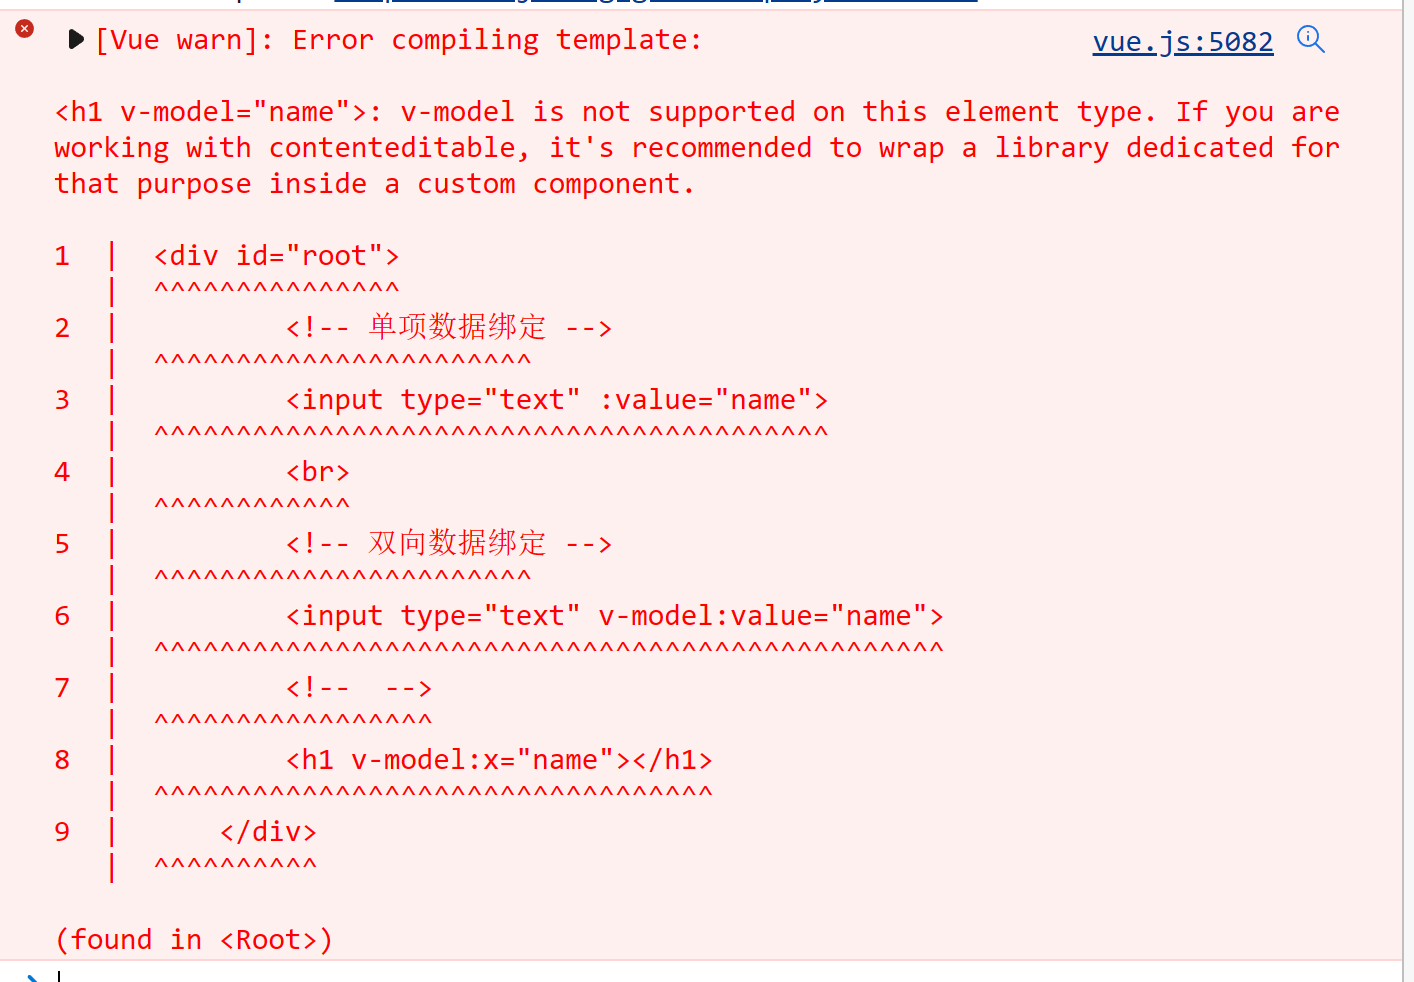 [Vue warn]: Error compiling template:
vue.js:5082
<h1 v-model="name">: v-model is not supported on this element type. If you are
working with contenteditable, it's recommended to wrap a library dedicated for
that purpose inside a custom component.
1  |  <div id="root">
   |  ^^^^^^^^^^^^^^^
2  |          <!-- 单项数据绑定 -->
   |  ^^^^^^^^^^^^^^^^^^^^^^^
3  |          <input type="text" :value="name">
   |  ^^^^^^^^^^^^^^^^^^^^^^^^^^^^^^^^^^^^^^^^^
4  |          <br>
   |  ^^^^^^^^^^^^
5  |          <!-- 双向数据绑定 -->
   |  ^^^^^^^^^^^^^^^^^^^^^^^
6  |          <input type="text" v-model:value="name">
   |  ^^^^^^^^^^^^^^^^^^^^^^^^^^^^^^^^^^^^^^^^^^^^^^^^
7  |          <!--  -->
   |  ^^^^^^^^^^^^^^^^^
8  |          <h1 v-model:x="name"></h1>
   |  ^^^^^^^^^^^^^^^^^^^^^^^^^^^^^^^^^^
9  |      </div>
   |  ^^^^^^^^^^
(found in <Root>)